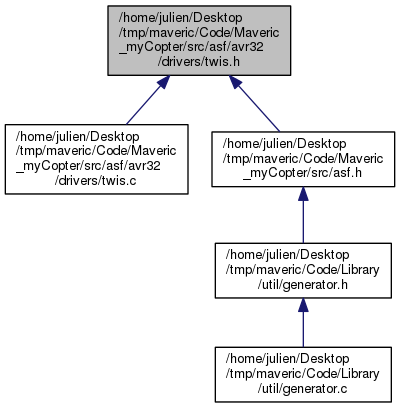 /home/julien/Desktop
/tmp/maveric/Code/Maveric
_myCopter/src/asf/avr32
/drivers/twis.h
/home/julien/Desktop
/tmp/maveric/Code/Maveric
_myCopter/src/asf/avr32
/drivers/twis.c
/home/julien/Desktop
/tmp/maveric/Code/Maveric
_myCopter/src/asf.h
/home/julien/Desktop
/tmp/maveric/Code/Library
/util/generator.h
/home/julien/Desktop
/tmp/maveric/Code/Library
/util/generator.c